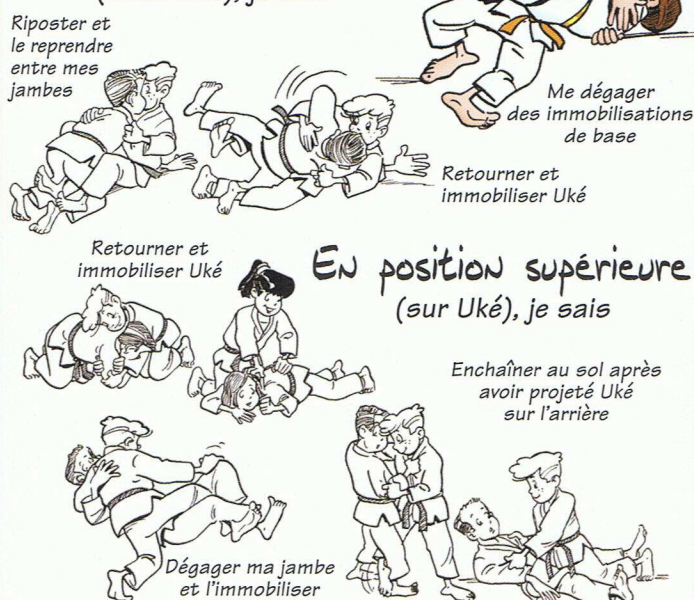 Riposter et
le reprendre
entre mes
jambes
Me dégager
des immobilisations
de base
Retourner et
immobiliser Uké
Retourner et
immobiliser Uké
En position supérieure
(sur Uké), je sais
Enchaîner au sol après
avoir projeté Uké
sur l'arrière
Dégager ma jambe
et l'immobiliser